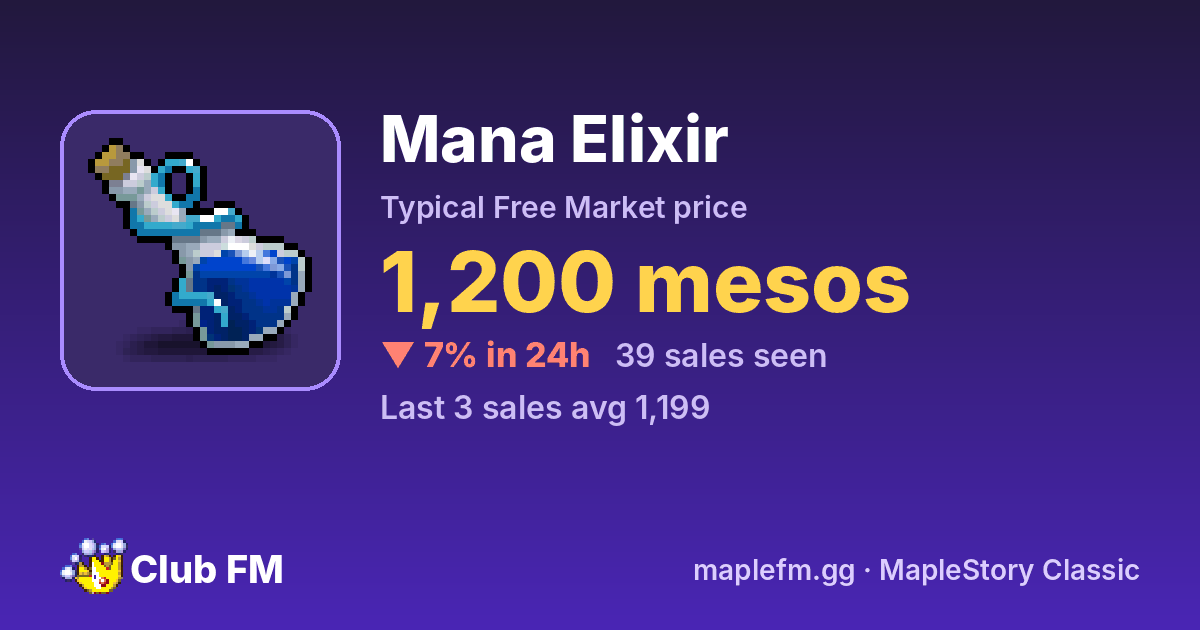 Mana Elixir
Typical Free Market price
1,200 mesos
▼ 7% in 24h 39 sales seen
Last 3 sales avg 1,199
Club FM
maplefm.gg · MapleStory Classic